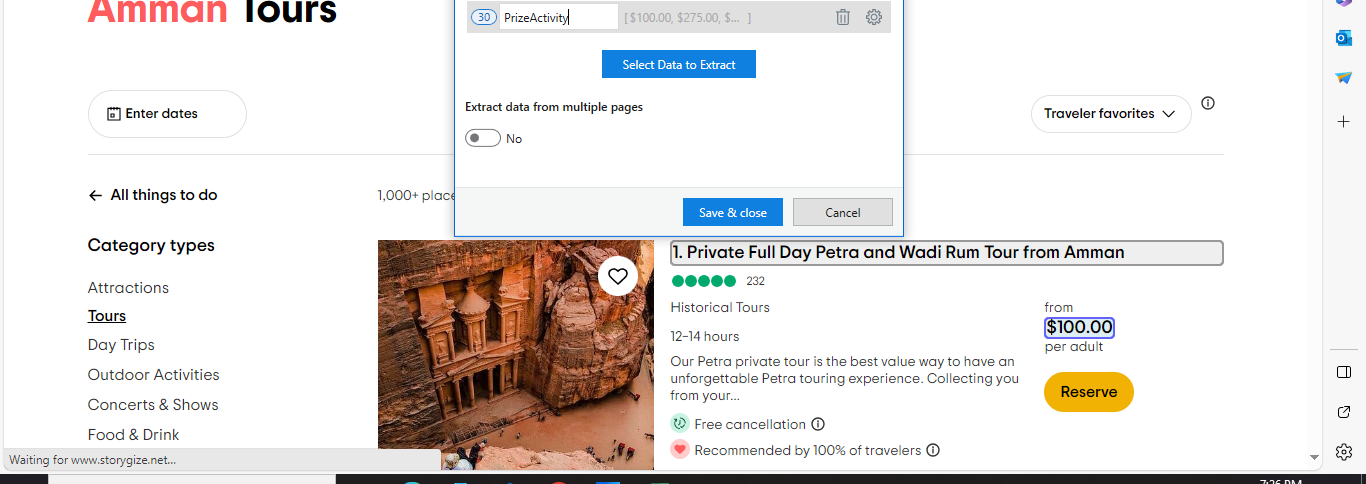 Amman Tours
30 PrizeActivity [ $100.00, $275.00, $... ]
Select Data to Extract
Enter dates
Extract data from multiple pages
No
Traveler favorites
All things to do
1,000+ place
Save & close
Cancel
Category types
Attractions
Tours
Day Trips
Outdoor Activities
Concerts & Shows
Food & Drink
1. Private Full Day Petra and Wadi Rum Tour from Amman
232
Historical Tours
12–14 hours
Our Petra private tour is the best value way to have an
unforgettable Petra touring experience. Collecting you
from your...
Free cancellation
Recommended by 100% of travelers
from
$100.00
per adult
Reserve
Waiting for www.storygize.net...
7:26 PM